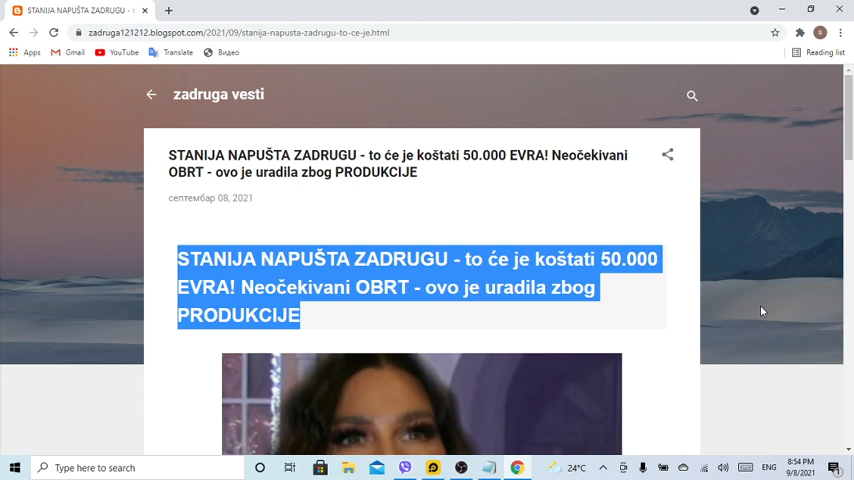 STANIJA NAPUŠTA ZADRUGU - to
zadruga121212.blogspot.com/2021/09/stanija-napusta-zadrugu-to-ce-je.html
Apps Gmail YouTube Translate Видео Reading list
zadruga vesti
STANIJA NAPUŠTA ZADRUGU - to će je koštati 50.000 EVRA! Neočekivani
OBRT - ovo je uradila zbog PRODUKCIJE
септембар 08, 2021
STANIJA NAPUŠTA ZADRUGU - to će je koštati 50.000
EVRA! Neočekivani OBRT - ovo je uradila zbog
PRODUKCIJE
Type here to search
24°C
ENG
8:54 PM
9/8/2021
1